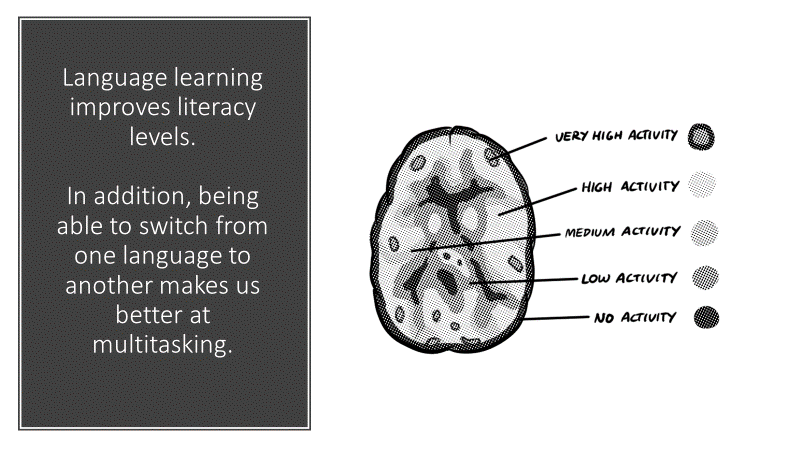 Language learning
improves literacy
levels.
In addition, being
able to switch from
one language to
another makes us
better at
multitasking.
VERY HIGH ACTIVITY
HIGH ACTIVITY
MEDIUM ACTIVITY
LOW ACTIVITY
NO ACTIVITY